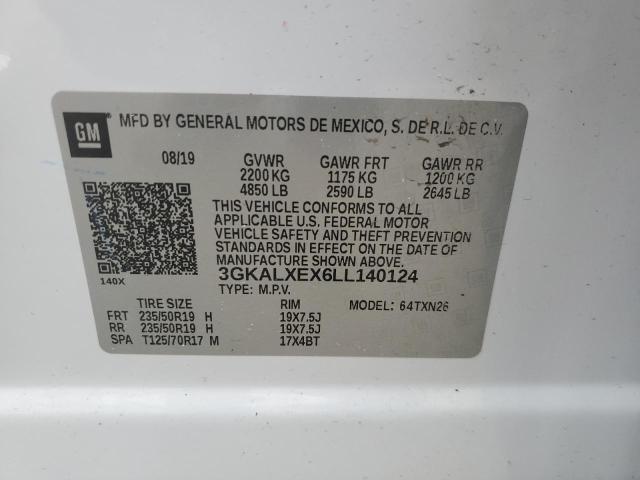 GM MFD BY GENERAL MOTORS DE MEXICO, S. DE R.L. DE C.V.
08/19 GVWR GAWR FRT GAWR RR
2200 KG 1175 KG 1200 KG
4850 LB 2590 LB 2645 LB
THIS VEHICLE CONFORMS TO ALL
APPLICABLE U.S. FEDERAL MOTOR
VEHICLE SAFETY AND THEFT PREVENTION
STANDARDS IN EFFECT ON THE DATE OF
MANUFACTURE SHOWN ABOVE.
140X 3GKALXEX6LL140124
TYPE: M.P.V.
TIRE SIZE RIM MODEL: 64TXN26
FRT 235/50R19 H 19X7.5J
RR 235/50R19 H 19X7.5J
SPA T125/70R17 M 17X4BT